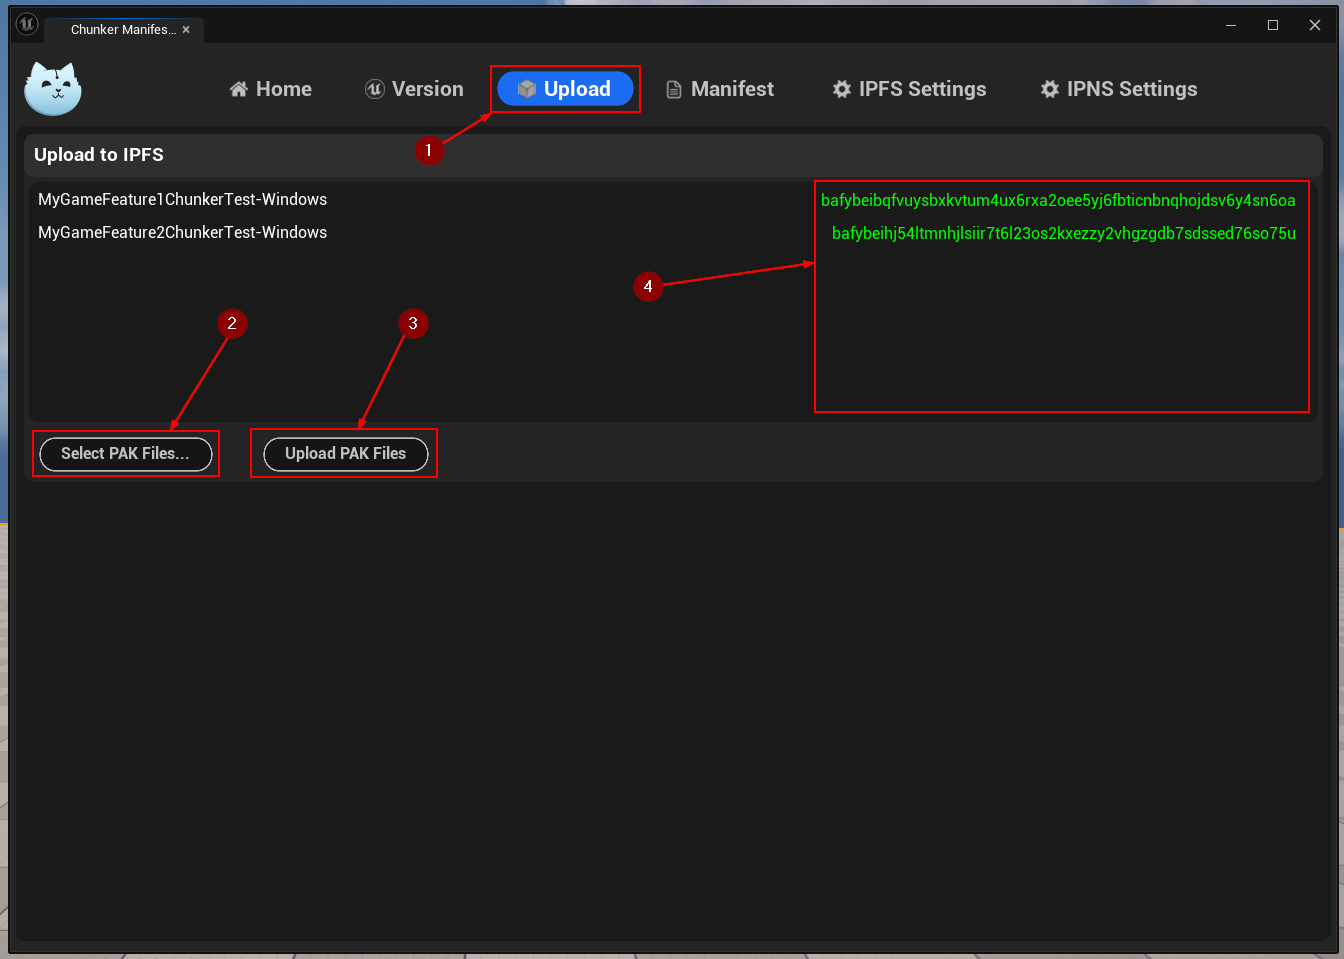 Chunker Manifes...
Home
Version
Upload
Manifest
IPFS Settings
IPNS Settings
1
Upload to IPFS
MyGameFeature1ChunkerTest-Windows
bafybeibqfvuysbxkvtum4ux6rxa2oee5yj6fbticnbnqhojdsv6y4sn6oa
MyGameFeature2ChunkerTest-Windows
bafybeihj54ltmnhjlsiir7t6l23os2kxezzy2vhgzgdb7sdssed76so75u
4
2
3
Select PAK Files...
Upload PAK Files